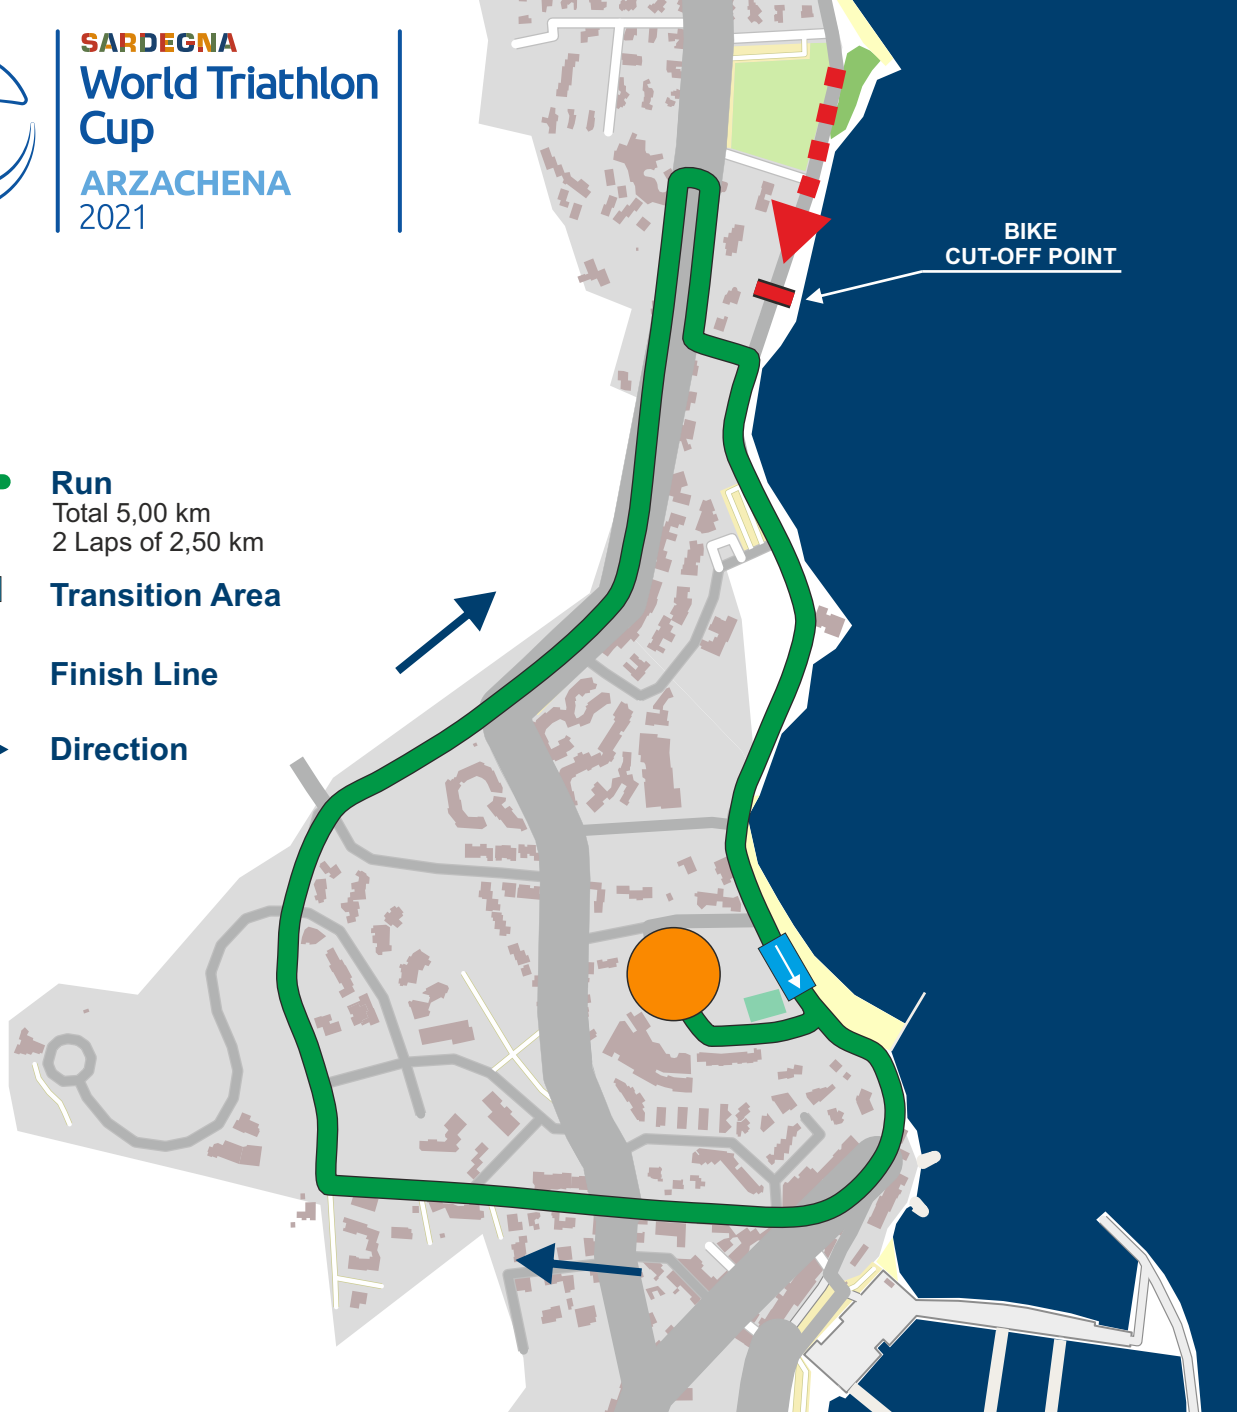 SARDEGNA
World Triathlon
Cup
ARZACHENA
2021
BIKE
CUT-OFF POINT
Run
Total 5,00 km
2 Laps of 2,50 km
Transition Area
Finish Line
Direction